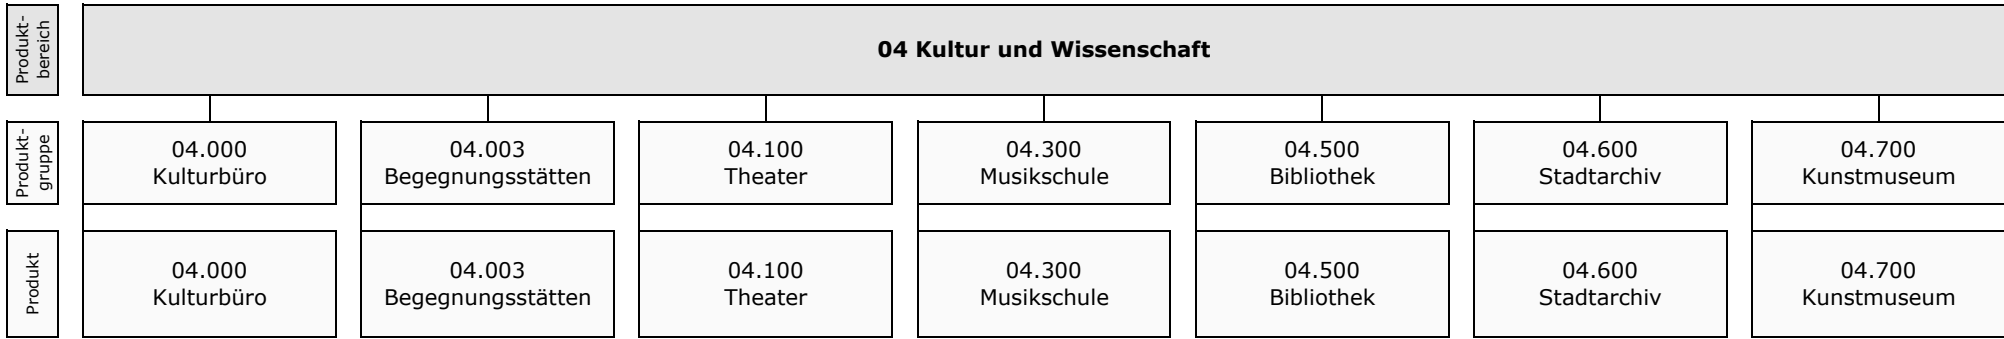 Produkt-
bereich
04 Kultur und Wissenschaft
Produkt-
gruppe
04.000
Kulturbüro
04.003
Begegnungsstätten
04.100
Theater
04.300
Musikschule
04.500
Bibliothek
04.600
Stadtarchiv
04.700
Kunstmuseum
Produkt
04.000
Kulturbüro
04.003
Begegnungsstätten
04.100
Theater
04.300
Musikschule
04.500
Bibliothek
04.600
Stadtarchiv
04.700
Kunstmuseum